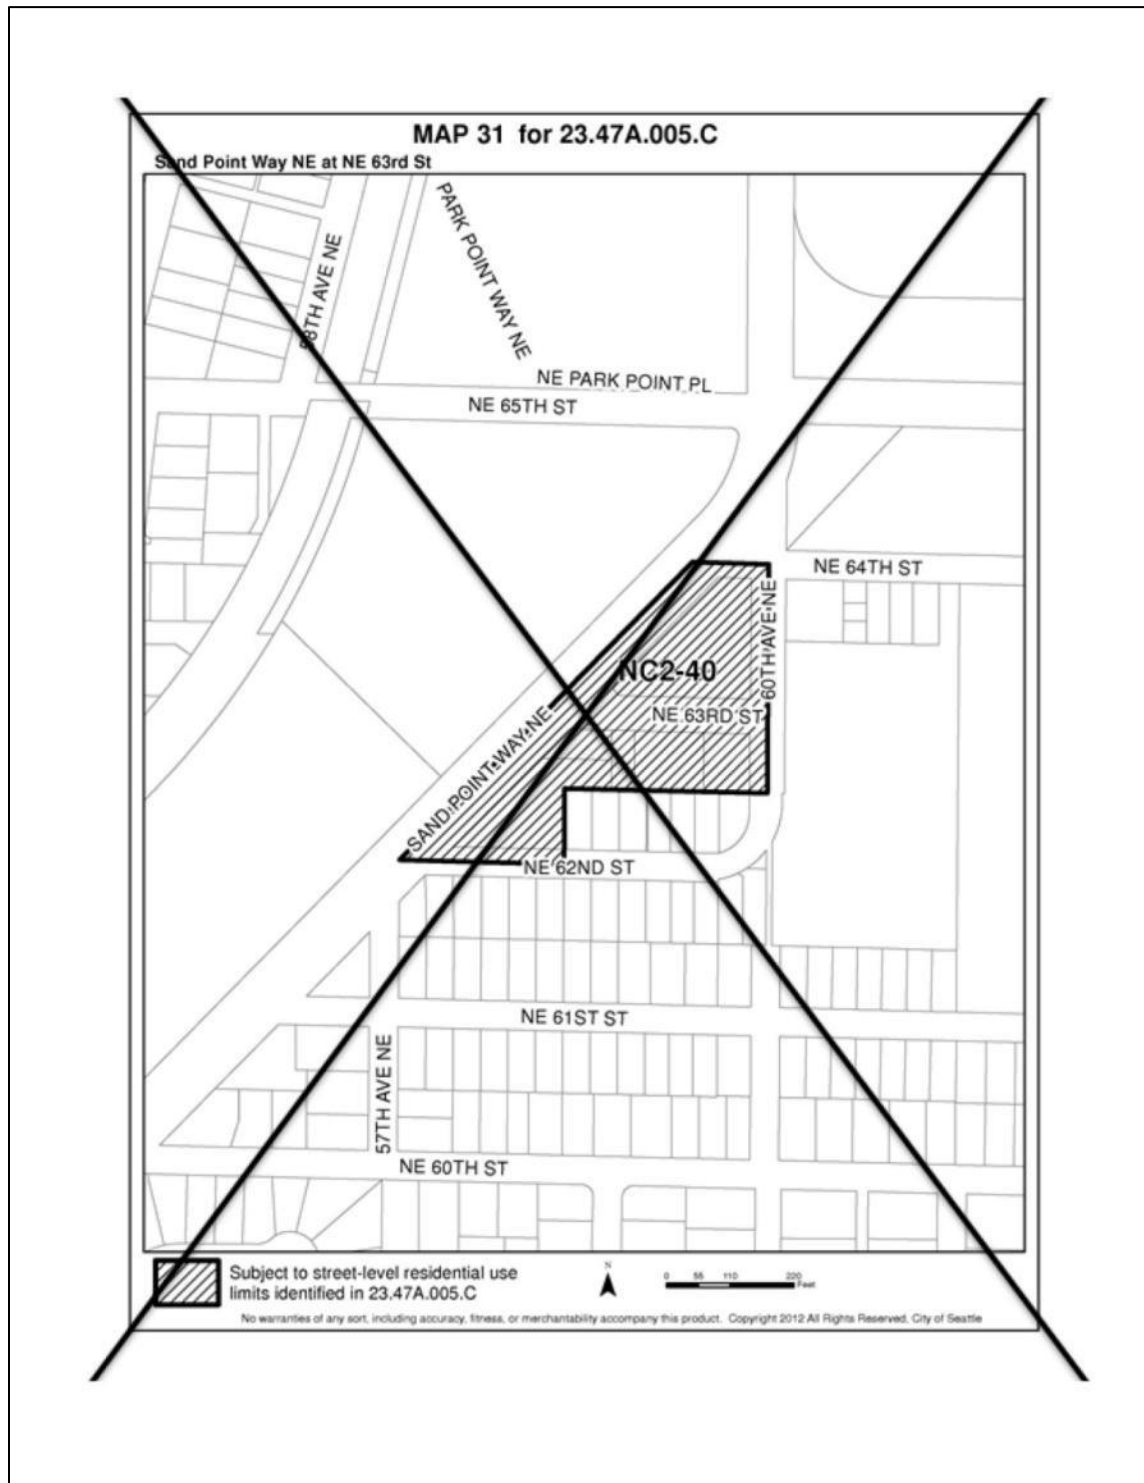 MAP 31 for 23.47A.005.C
Sand Point Way NE at NE 63rd St
PARK POINT WAY NE
58TH AVE NE
NE PARK POINT PL
NE 65TH ST
NE 64TH ST
60TH AVE NE
NC2-40
NE 63RD ST
SAND POINT WAY NE
NE 62ND ST
NE 61ST ST
57TH AVE NE
NE 60TH ST
Subject to street-level residential use
limits identified in 23.47A.005.C
N
0 55 110 220
Feet
No warranties of any sort, including accuracy, fitness, or merchantability accompany this product. Copyright 2012 All Rights Reserved, City of Seattle